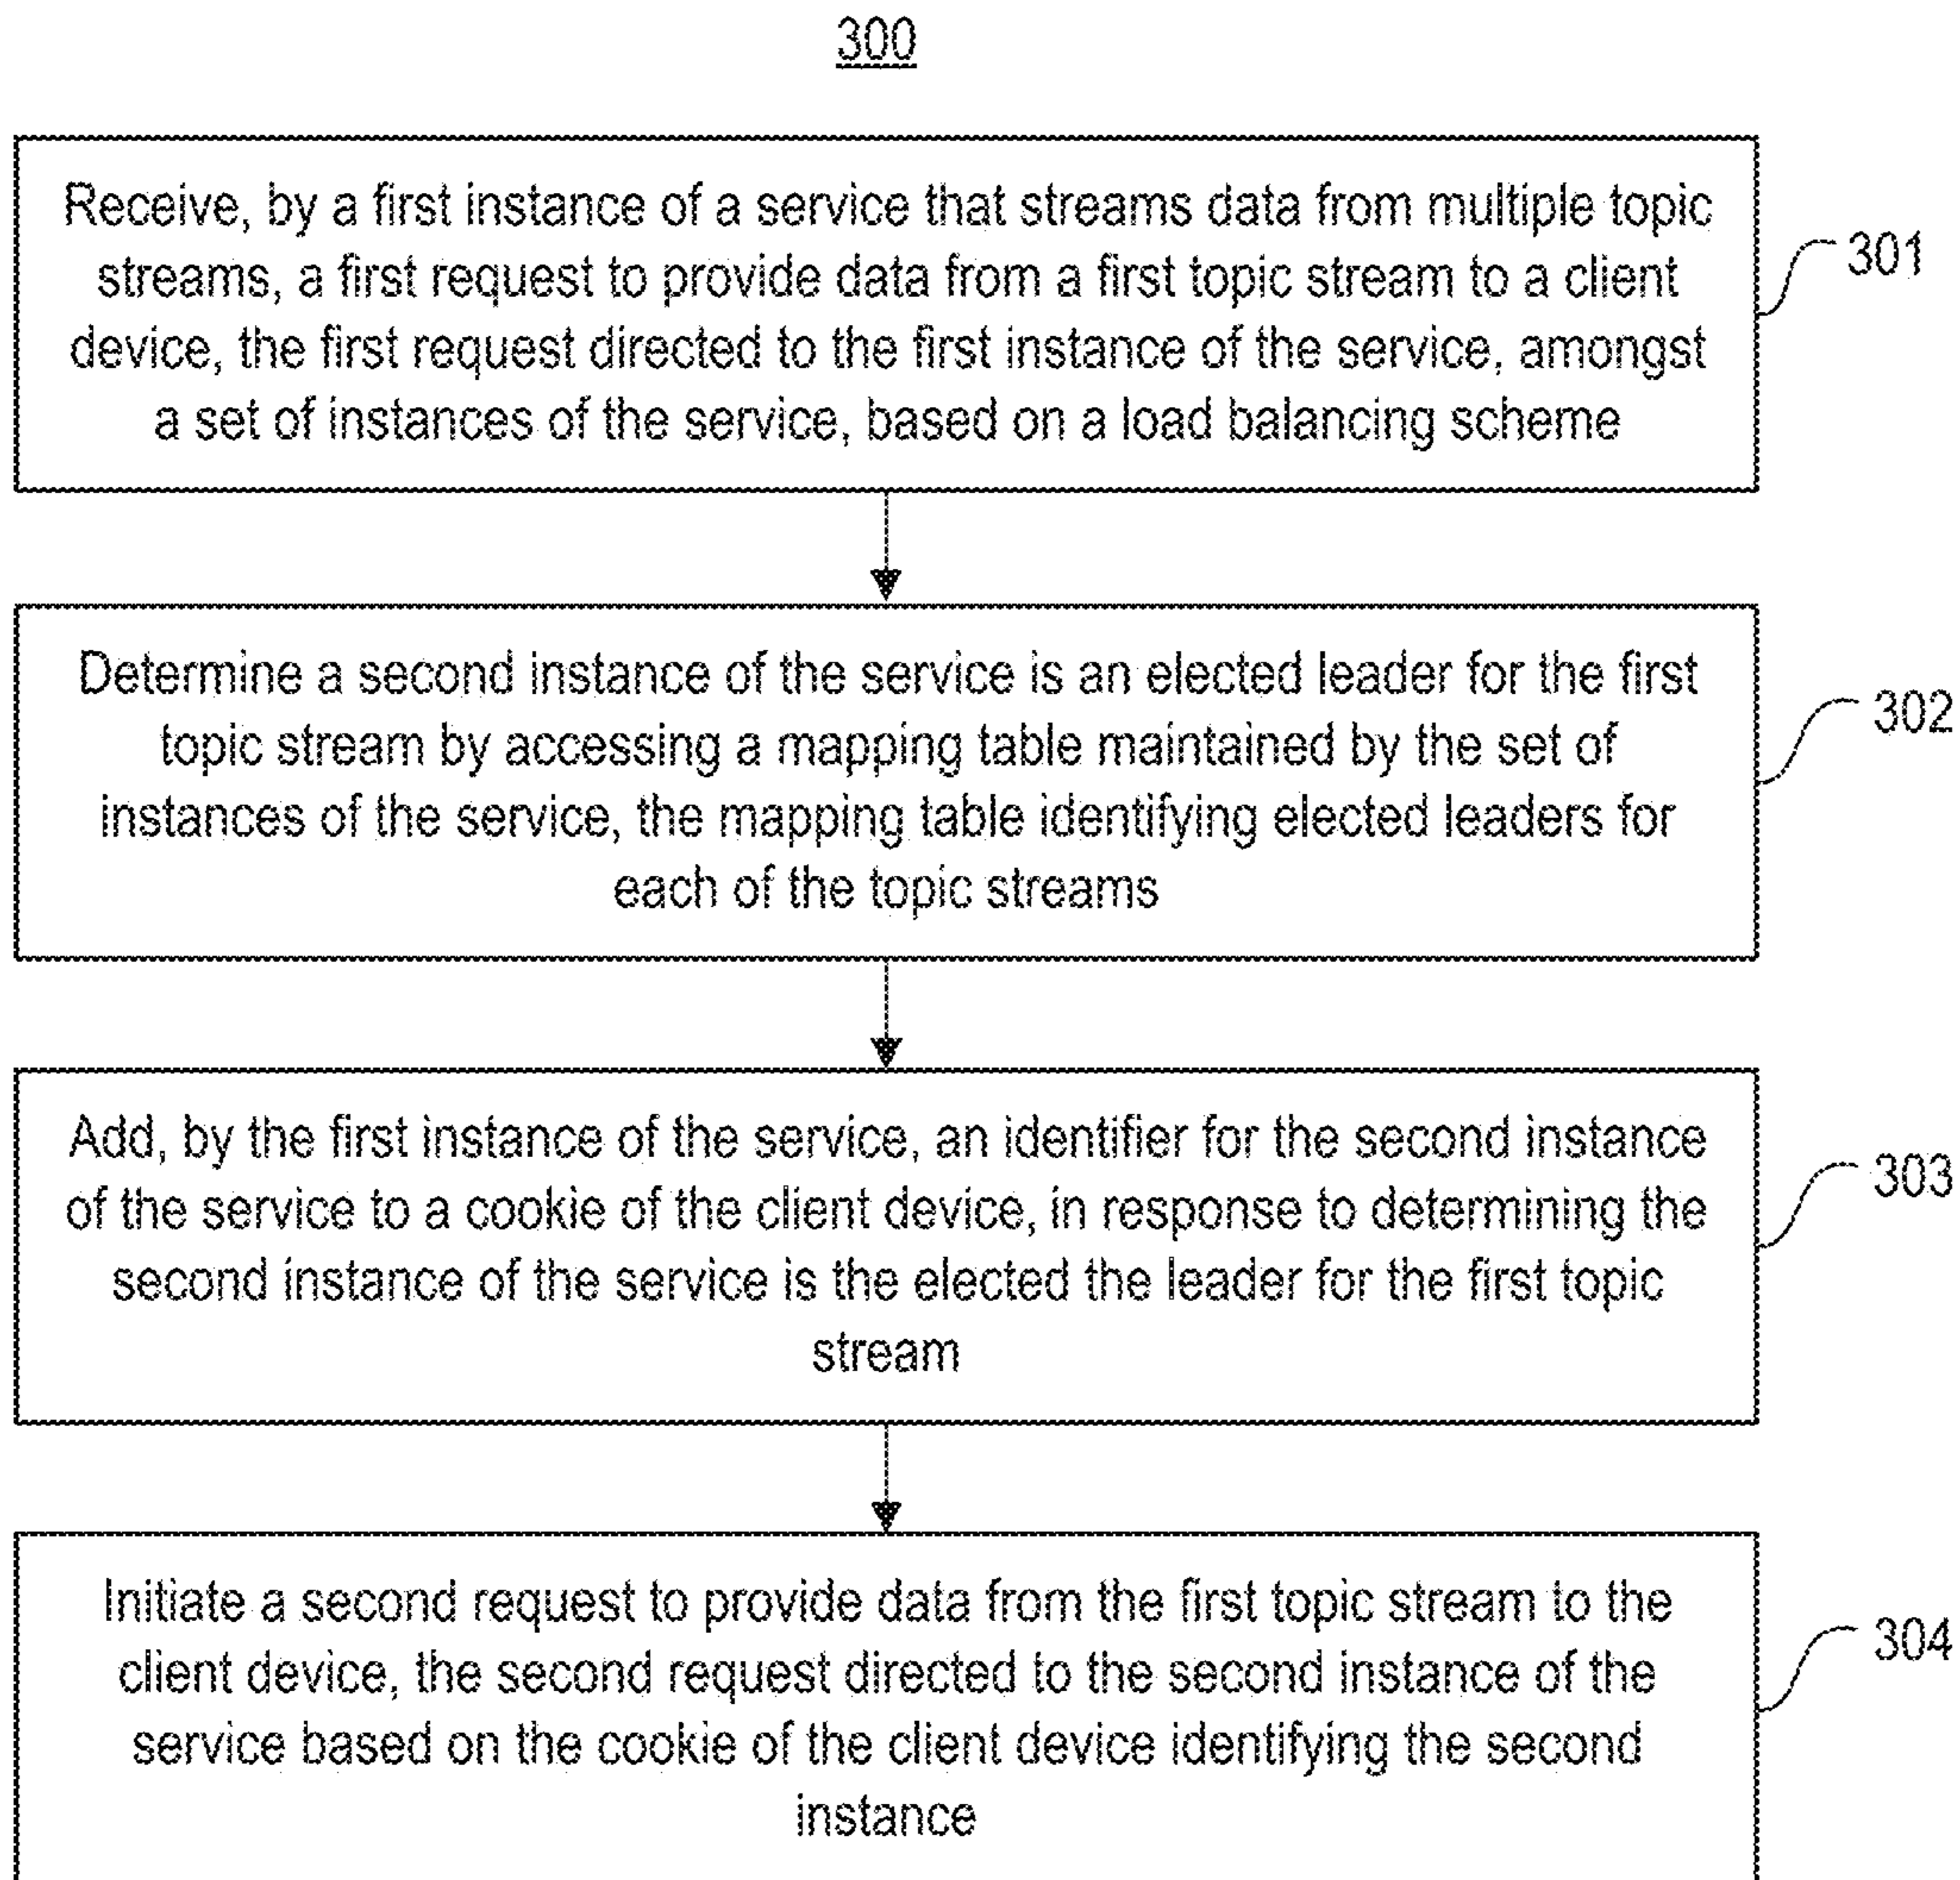 300
Receive, by a first instance of a service that streams data from multiple topic
streams, a first request to provide data from a first topic stream to a client
device, the first request directed to the first instance of the service, amongst
a set of instances of the service, based on a load balancing scheme
301
Determine a second instance of the service is an elected leader for the first
topic stream by accessing a mapping table maintained by the set of
instances of the service, the mapping table identifying elected leaders for
each of the topic streams
302
Add, by the first instance of the service, an identifier for the second instance
of the service to a cookie of the client device, in response to determining the
second instance of the service is the elected the leader for the first topic
stream
303
Initiate a second request to provide data from the first topic stream to the
client device, the second request directed to the second instance of the
service based on the cookie of the client device identifying the second
instance
304